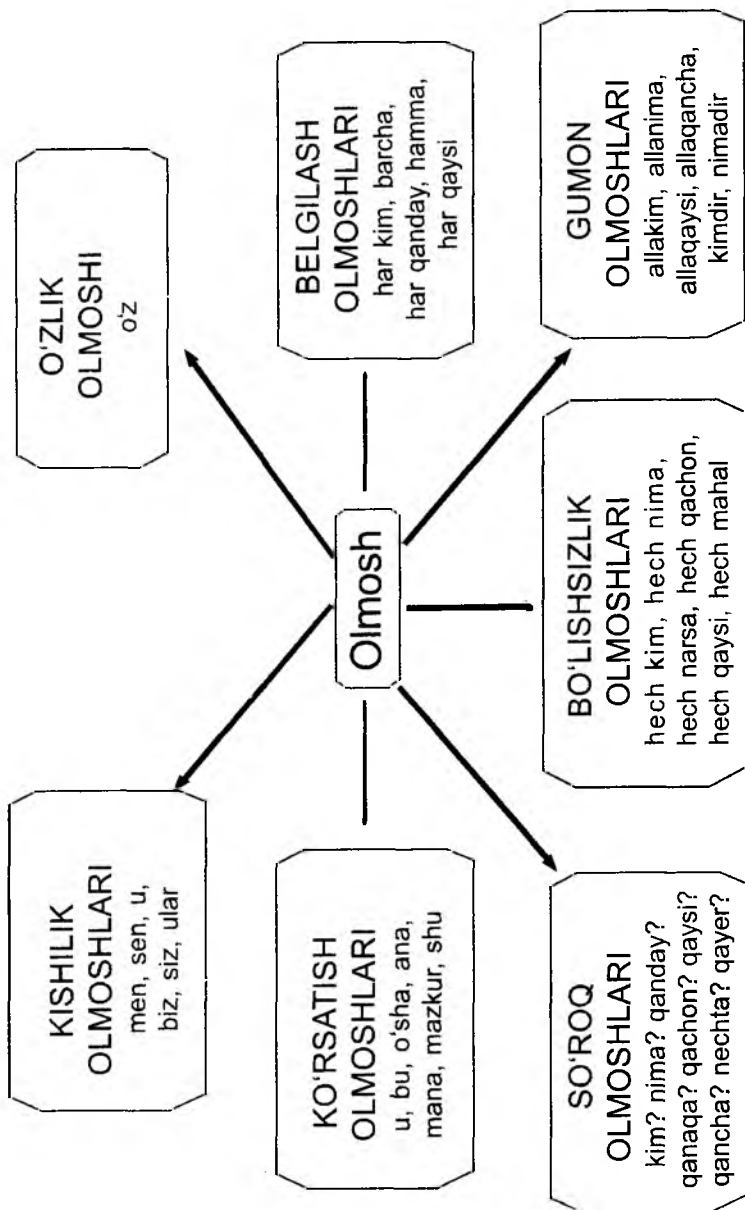 KISHILIK
OLMOSHLARI
men, sen, u,
biz, siz, ular
O'ZLIK
OLMOSHI
o'z
KO'RSATISH
OLMOSHLARI
u, bu, o'sha, ana,
mana, mazkur, shu
Olmosh
BELGILASH
OLMOSHLARI
har kim, barcha,
har qanday, hamma,
har qaysi
SO'ROQ
OLMOSHLARI
kim? nima? qanday?
qanaqa? qachon? qaysi?
qancha? nechta? qayer?
BO'LISHSIZLIK
OLMOSHLARI
hech kim, hech nima,
hech narsa, hech qachon,
hech qaysi, hech mahal
GUMON
OLMOSHLARI
allakim, allanima,
allaqaysi, allaqancha,
kimdir, nimadir